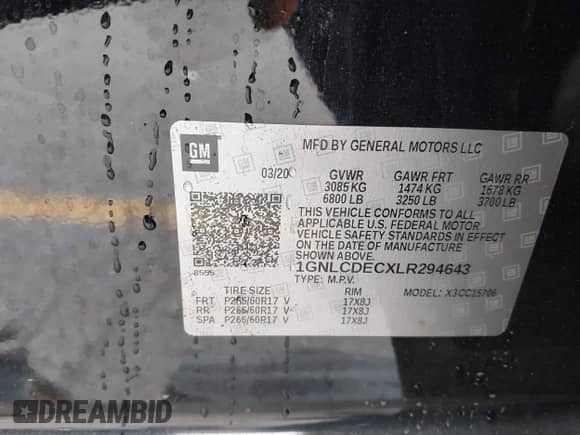 GM
MFD BY GENERAL MOTORS LLC
03/20 GVWR GAWR FRT GAWR RR
3085 KG 1474 KG 1678 KG
6800 LB 3250 LB 3700 LB
THIS VEHICLE CONFORMS TO ALL
APPLICABLE U.S. FEDERAL MOTOR
VEHICLE SAFETY STANDARDS IN EFFECT
ON THE DATE OF MANUFACTURE
SHOWN ABOVE.
1GNLCDECXLR294643
8595
TYPE: M.P.V. MODEL: X3CC15706
TIRE SIZE RIM
FRT P265/60R17 V 17X8J
RR P265/60R17 V 17X8J
SPA P265/60R17 V 17X8J
DREAMBID